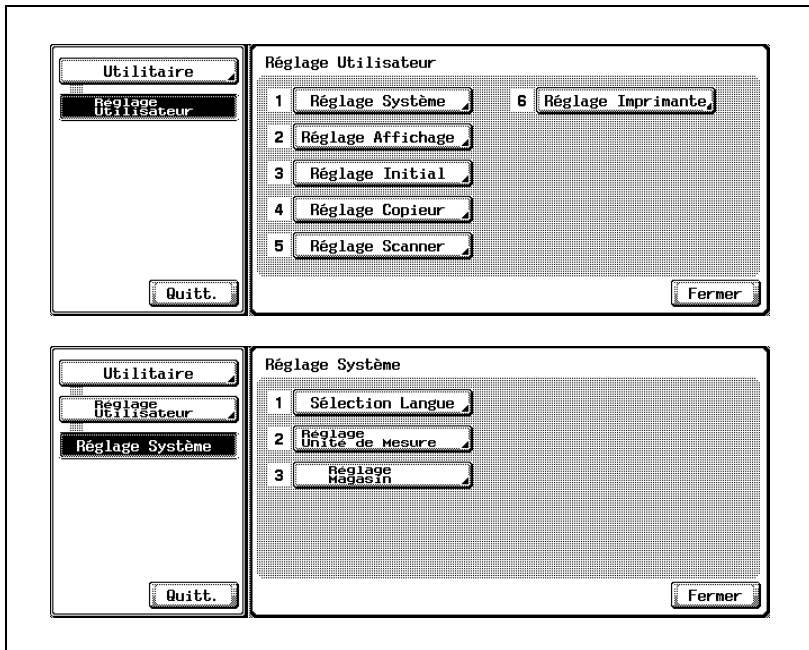 Utilitaire
Réglage
Utilisateur
Quitt.
Réglage Utilisateur
1 Réglage Système
2 Réglage Affichage
3 Réglage Initial
4 Réglage Copieur
5 Réglage Scanner
6 Réglage Imprimante
Fermer
Utilitaire
Réglage
Utilisateur
Réglage Système
Quitt.
Réglage Système
1 Sélection Langue
2 Réglage
Unité de Mesure
3 Réglage
Magasin
Fermer